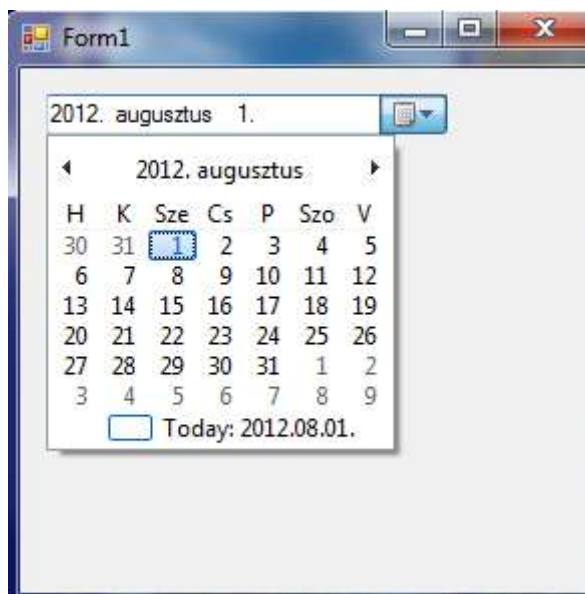 Form1
2012. augusztus 1.
2012. augusztus
H K Sze Cs P Szo V
30 31 1 2 3 4 5
6 7 8 9 10 11 12
13 14 15 16 17 18 19
20 21 22 23 24 25 26
27 28 29 30 31 1 2
3 4 5 6 7 8 9
Today: 2012.08.01.